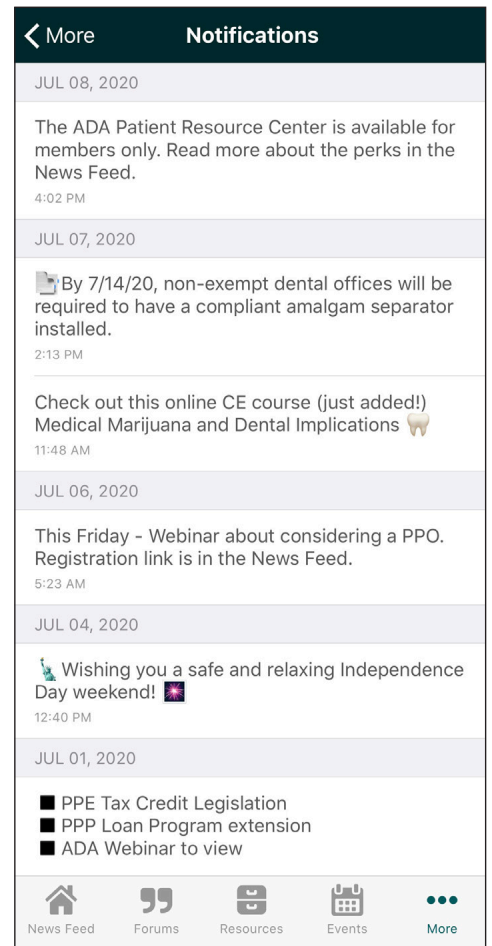 More
Notifications
JUL 08, 2020
The ADA Patient Resource Center is available for
members only. Read more about the perks in the
News Feed.
4:02 PM
JUL 07, 2020
By 7/14/20, non-exempt dental offices will be
required to have a compliant amalgam separator
installed.
2:13 PM
Check out this online CE course (just added!)
Medical Marijuana and Dental Implications 🦷
11:48 AM
JUL 06, 2020
This Friday - Webinar about considering a PPO.
Registration link is in the News Feed.
5:23 AM
JUL 04, 2020
🗽 Wishing you a safe and relaxing Independence
Day weekend! 🎆
12:40 PM
JUL 01, 2020
■ PPE Tax Credit Legislation
■ PPP Loan Program extension
■ ADA Webinar to view
News Feed
Forums
Resources
Events
More